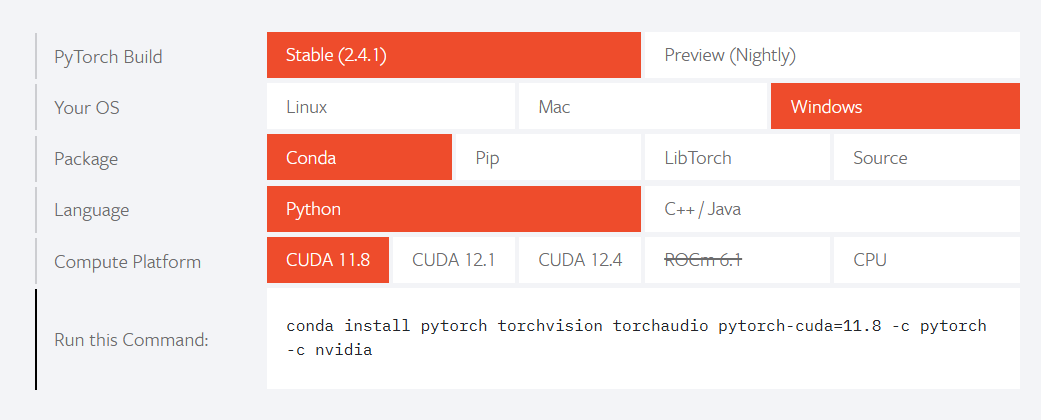 PyTorch Build Stable (2.4.1) Preview (Nightly)
Your OS Linux Mac Windows
Package Conda Pip LibTorch Source
Language Python C++ / Java
Compute Platform CUDA 11.8 CUDA 12.1 CUDA 12.4 ROCm 6.1 CPU
Run this Command: conda install pytorch torchvision torchaudio pytorch-cuda=11.8 -c pytorch
-c nvidia